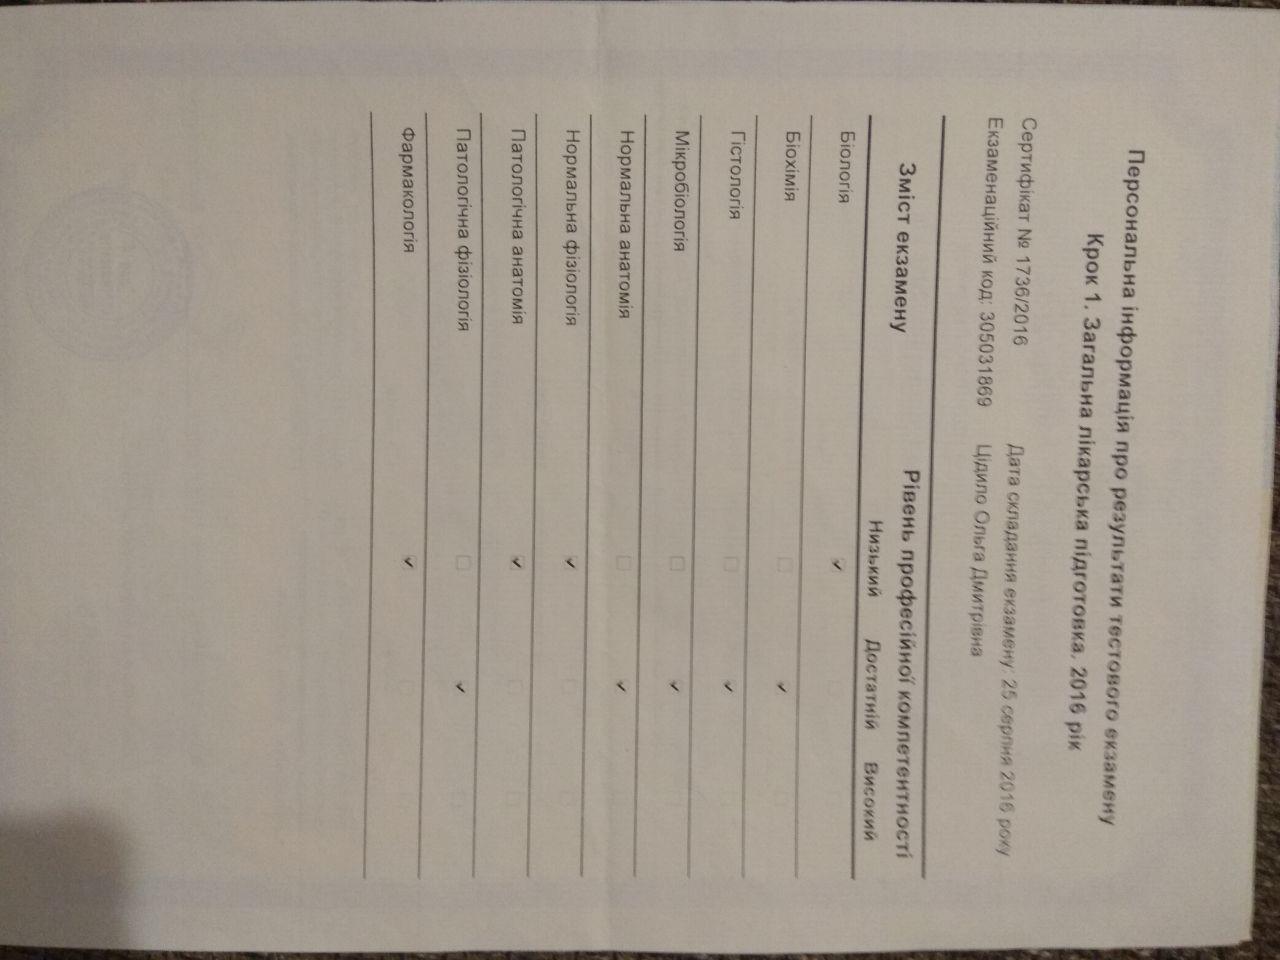 Персональна інформація про результати тестового екзамену
Крок 1. Загальна лікарська підготовка. 2016 рік
Сертифікат № 1736/2016 Дата складання екзамену: 25 серпня 2016 року
Екзаменаційний код: 305031869 Цідило Ольга Дмитрівна
Зміст екзамену Рівень професійної компетентності
Низький Достатній Високий
Біологія ✓ ☐ ☐
Біохімія ☐ ✓ ☐
Гістологія ☐ ✓ ☐
Мікробіологія ☐ ✓ ☐
Нормальна анатомія ☐ ✓ ☐
Нормальна фізіологія ✓ ☐ ☐
Патологічна анатомія ✓ ☐ ☐
Патологічна фізіологія ☐ ✓ ☐
Фармакологія ✓ ☐ ☐